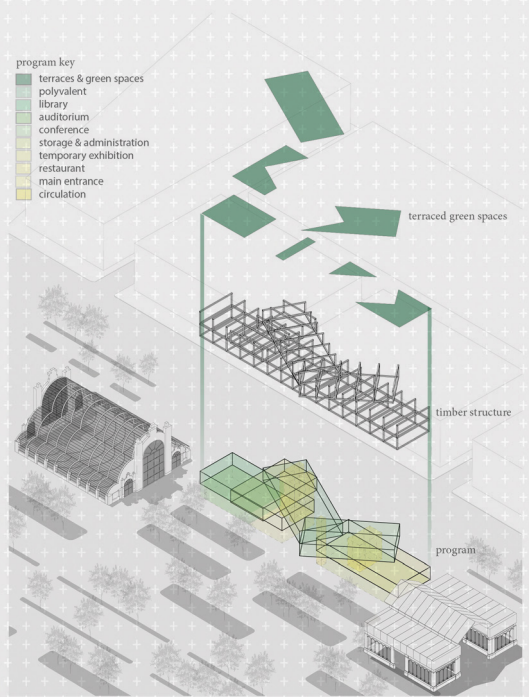 program key
terraces & green spaces
polyvalent
library
auditorium
conference
storage & administration
temporary exhibition
restaurant
main entrance
circulation
terraced green spaces
timber structure
program